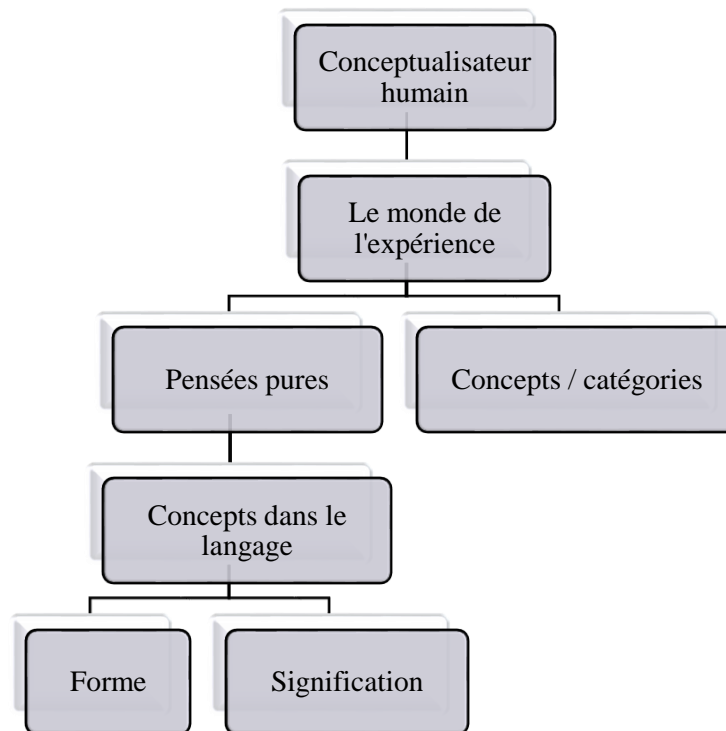 Conceptualisateur
humain
Le monde de
l'expérience
Pensées pures
Concepts / catégories
Concepts dans le
langage
Forme
Signification